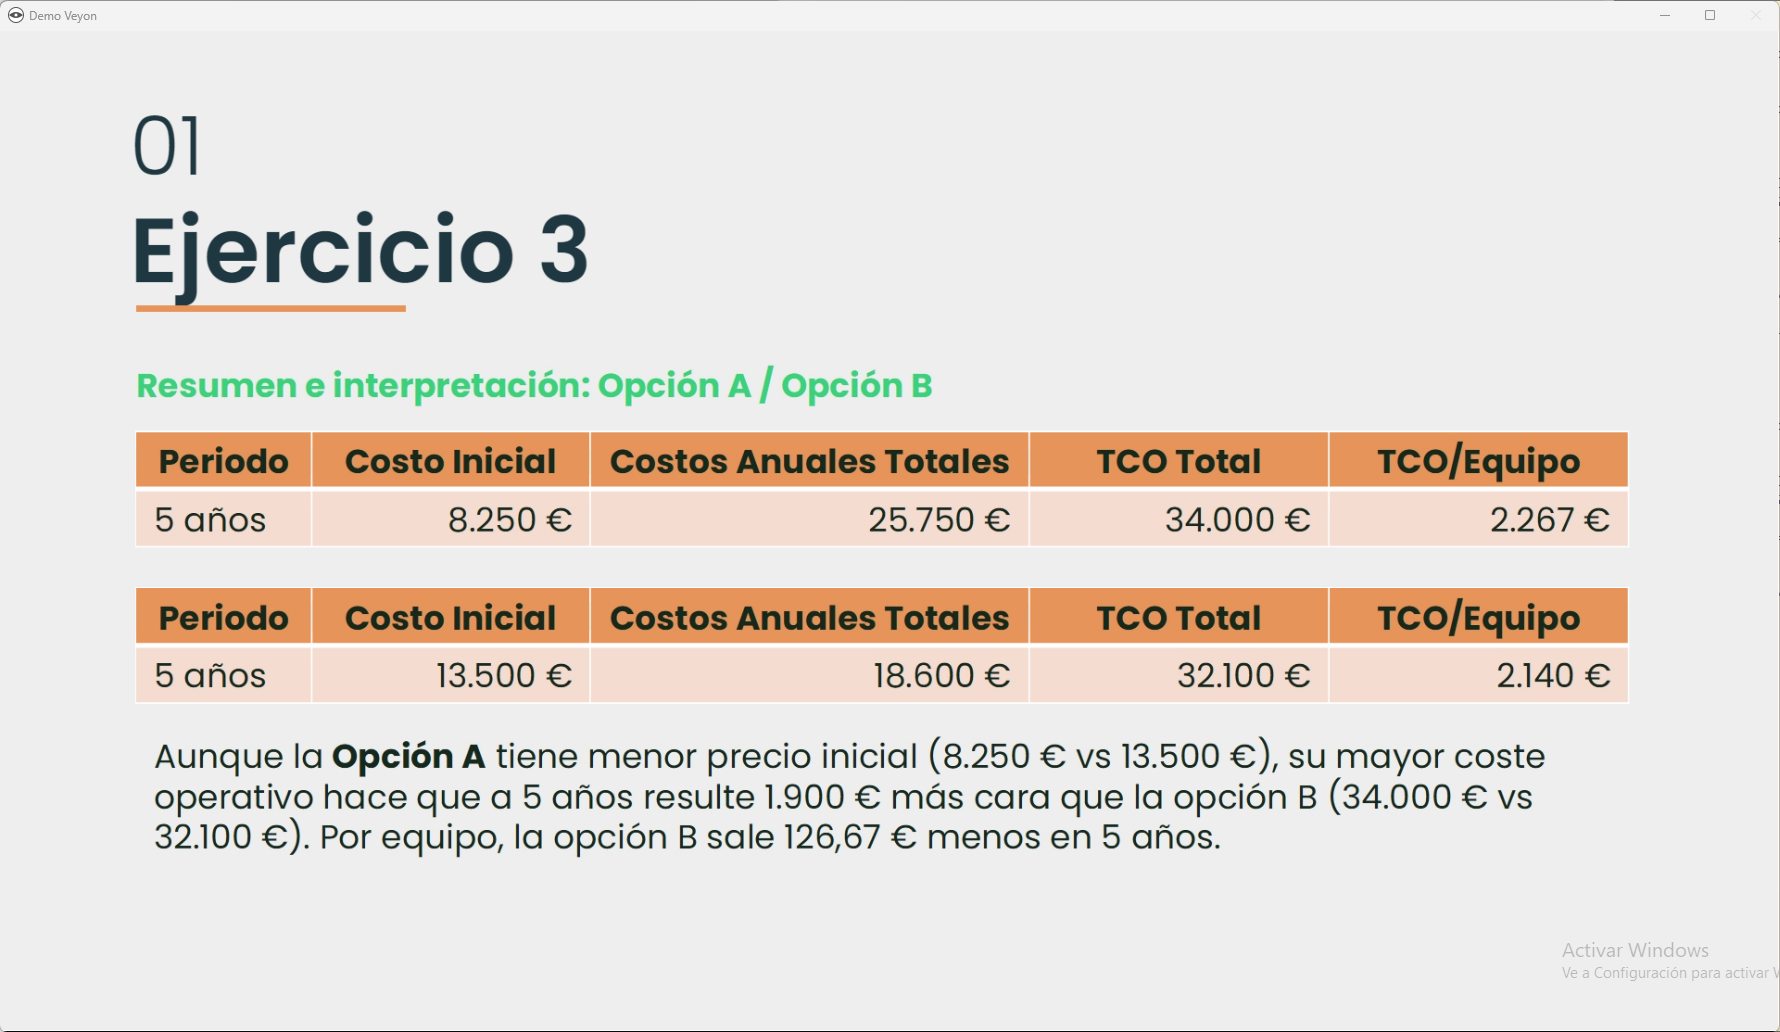 Demo Veyon
01
Ejercicio 3
Resumen e interpretación: Opción A / Opción B
Periodo Costo Inicial Costos Anuales Totales TCO Total TCO/Equipo
5 años 8.250 € 25.750 € 34.000 € 2.267 €
Periodo Costo Inicial Costos Anuales Totales TCO Total TCO/Equipo
5 años 13.500 € 18.600 € 32.100 € 2.140 €
Aunque la Opción A tiene menor precio inicial (8.250 € vs 13.500 €), su mayor coste
operativo hace que a 5 años resulte 1.900 € más cara que la opción B (34.000 € vs
32.100 €). Por equipo, la opción B sale 126,67 € menos en 5 años.
Activar Windows
Ve a Configuración para activar